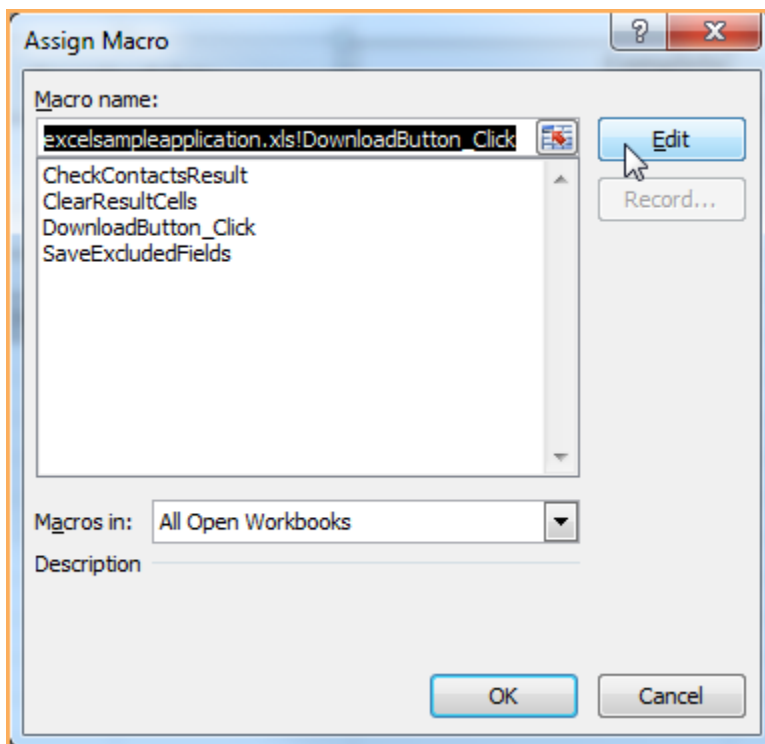 Assign Macro
Macro name:
excelsampleapplication.xls!DownloadButton_Click
Edit
CheckContactsResult
ClearResultCells
DownloadButton_Click
SaveExcludedFields
Record...
Macros in: All Open Workbooks
Description
OK Cancel